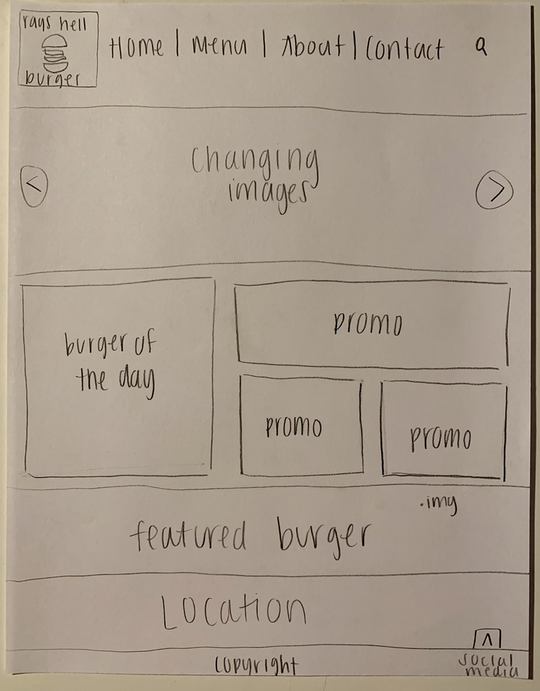 rays hell
burger
Home | Menu | About | Contact
changing
images
<
>
burger of
the day
promo
promo
promo
.img
featured burger
Location
copyright
social
media